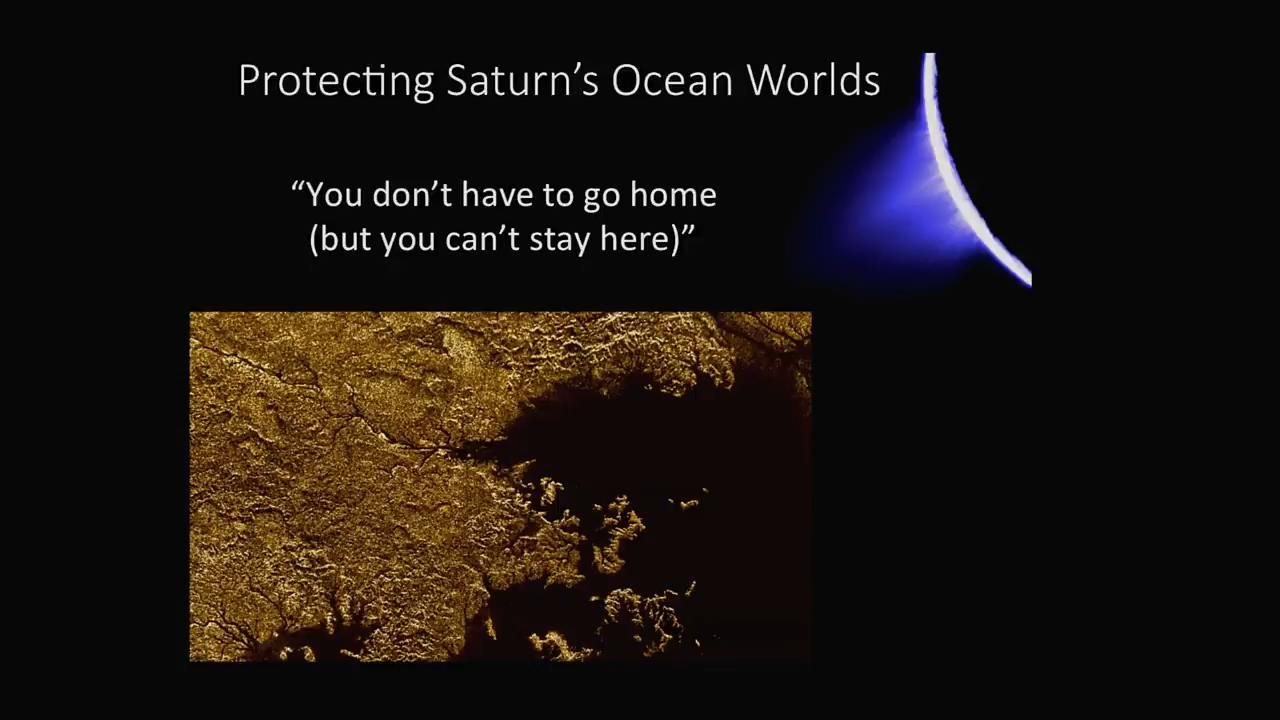 Protecting Saturn’s Ocean Worlds
“You don’t have to go home
(but you can’t stay here)”